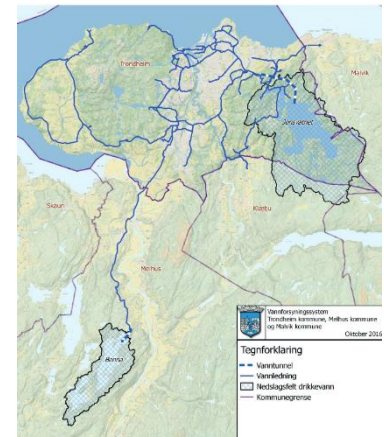 Trondheim
Malvik
Jonsvatnet
Skaun
Klæbu
Melhus
Benna
Vannforsyningssystem
Trondheim kommune, Melhus kommune
og Malvik kommune
Oktober 2016
Tegnforklaring
Vanntunnel
Vannledning
Nedslagsfelt drikkevann
Kommunegrense